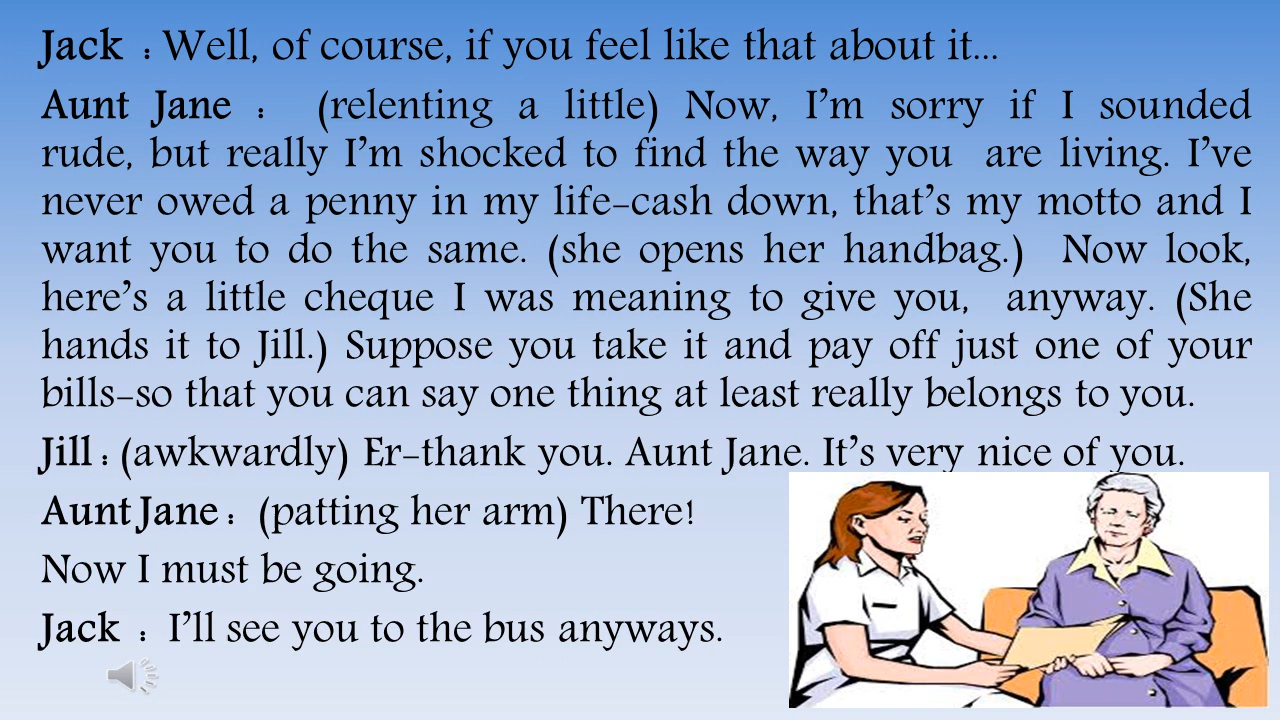 Jack : Well, of course, if you feel like that about it...
Aunt Jane : (relenting a little) Now, I’m sorry if I sounded
rude, but really I’m shocked to find the way you are living. I’ve
never owed a penny in my life-cash down, that’s my motto and I
want you to do the same. (she opens her handbag.) Now look,
here’s a little cheque I was meaning to give you, anyway. (She
hands it to Jill.) Suppose you take it and pay off just one of your
bills-so that you can say one thing at least really belongs to you.
Jill : (awkwardly) Er-thank you. Aunt Jane. It’s very nice of you.
Aunt Jane : (patting her arm) There!
Now I must be going.
Jack : I’ll see you to the bus anyways.